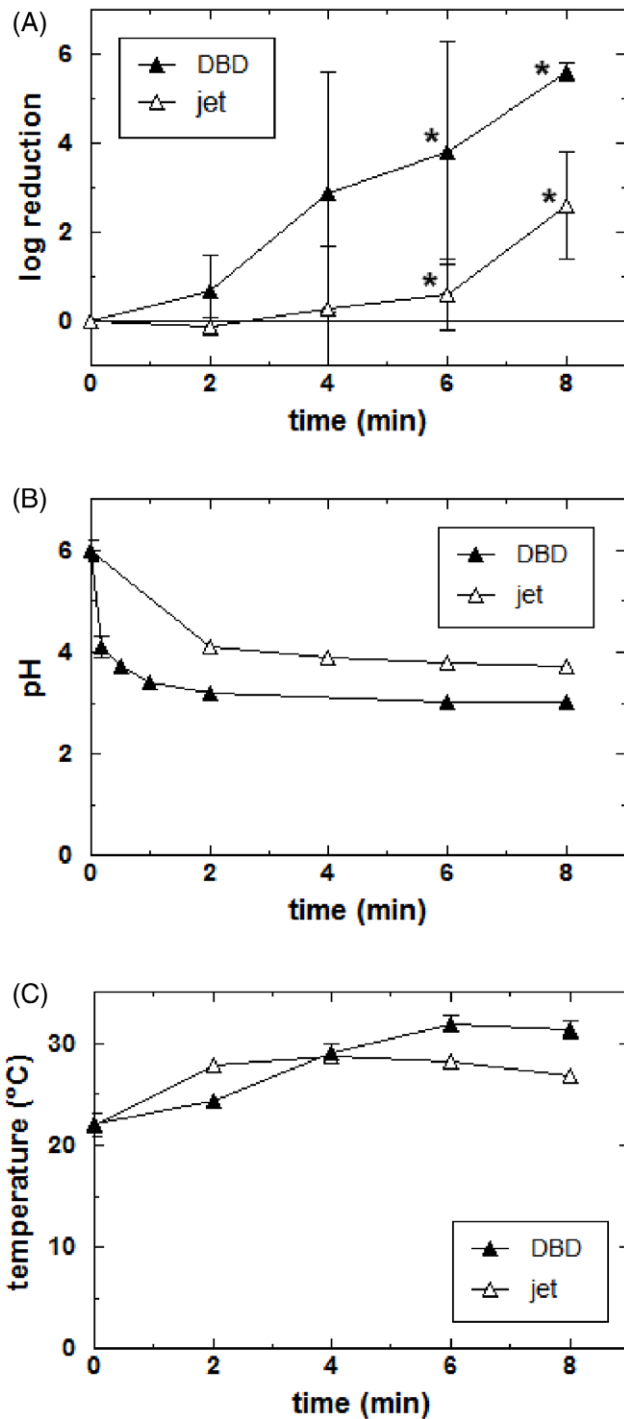 (A)
6
4
2
0
log reduction
DBD
jet
*
*
*
*
0 2 4 6 8
time (min)
(B)
6
4
2
0
pH
DBD
jet
0 2 4 6 8
time (min)
(C)
30
20
10
0
temperature (°C)
DBD
jet
0 2 4 6 8
time (min)